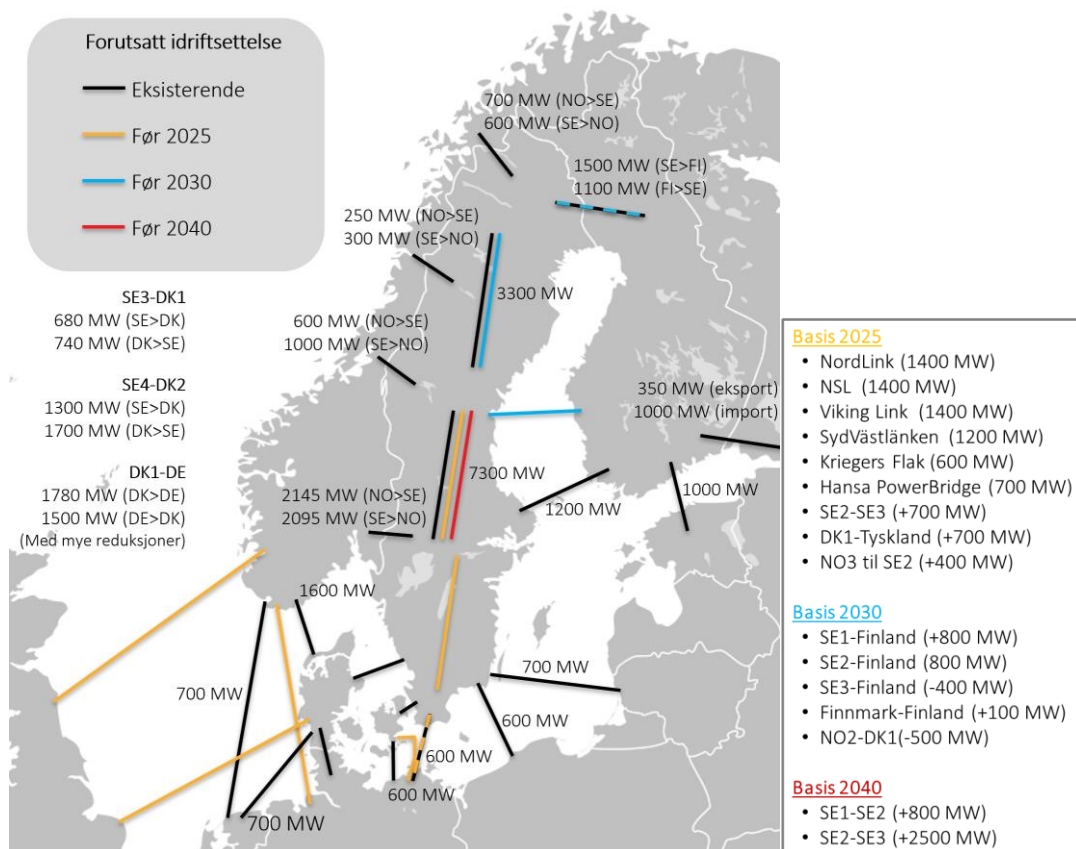 Forutsatt idriftsettelse
Eksisterende
Før 2025
Før 2030
Før 2040
700 MW (NO>SE)
600 MW (SE>NO)
1500 MW (SE>FI)
1100 MW (FI>SE)
250 MW (NO>SE)
300 MW (SE>NO)
3300 MW
SE3-DK1
680 MW (SE>DK)
740 MW (DK>SE)
600 MW (NO>SE)
1000 MW (SE>NO)
SE4-DK2
1300 MW (SE>DK)
1700 MW (DK>SE)
350 MW (eksport)
1000 MW (import)
DK1-DE
1780 MW (DK>DE)
1500 MW (DE>DK)
(Med mye reduksjoner)
7300 MW
2145 MW (NO>SE)
2095 MW (SE>NO)
1200 MW
1000 MW
1600 MW
700 MW
700 MW
600 MW
600 MW
600 MW
700 MW
Basis 2025
• NordLink (1400 MW)
• NSL (1400 MW)
• Viking Link (1400 MW)
• SydVästlänken (1200 MW)
• Kriegers Flak (600 MW)
• Hansa PowerBridge (700 MW)
• SE2-SE3 (+700 MW)
• DK1-Tyskland (+700 MW)
• NO3 til SE2 (+400 MW)
Basis 2030
• SE1-Finland (+800 MW)
• SE2-Finland (800 MW)
• SE3-Finland (-400 MW)
• Finnmark-Finland (+100 MW)
• NO2-DK1(-500 MW)
Basis 2040
• SE1-SE2 (+800 MW)
• SE2-SE3 (+2500 MW)